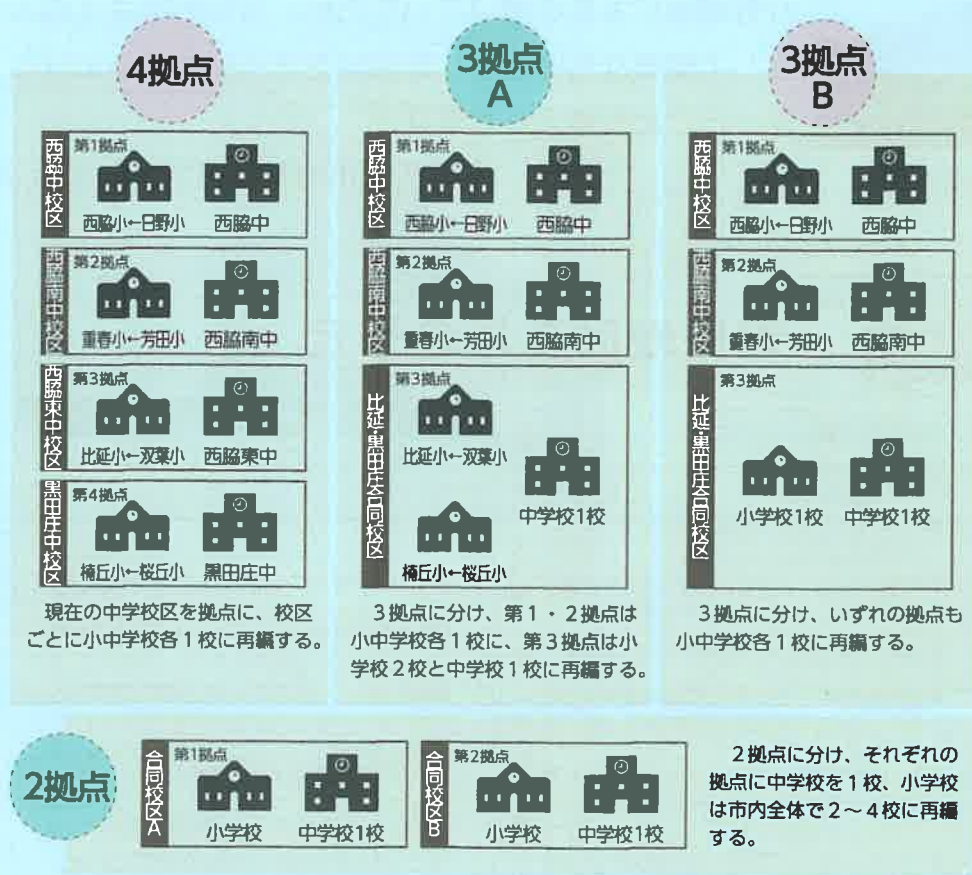 4拠点
西脇中校区
第1拠点
西脇小←日野小 西脇中
西脇南中校区
第2拠点
重春小←芳田小 西脇南中
西脇東中校区
第3拠点
比延小←双葉小 西脇東中
黒田庄中校区
第4拠点
楠丘小←桜丘小 黒田庄中
現在の中学校区を拠点に、校区
ごとに小中学校各1校に再編する。
3拠点
A
西脇中校区
第1拠点
西脇小←日野小 西脇中
西脇南中校区
第2拠点
重春小←芳田小 西脇南中
比延・黒田庄合同校区
第3拠点
比延小←双葉小
中学校1校
楠丘小←桜丘小
3拠点に分け、第1・2拠点は
小中学校各1校に、第3拠点は小
学校2校と中学校1校に再編する。
3拠点
B
西脇中校区
第1拠点
西脇小←日野小 西脇中
西脇南中校区
第2拠点
重春小←芳田小 西脇南中
比延・黒田庄合同校区
第3拠点
小学校1校 中学校1校
3拠点に分け、いずれの拠点も
小中学校各1校に再編する。
2拠点
合同校区A
第1拠点
小学校 中学校1校
合同校区B
第2拠点
小学校 中学校1校
2拠点に分け、それぞれの
拠点に中学校を1校、小学校
は市内全体で2〜4校に再編
する。